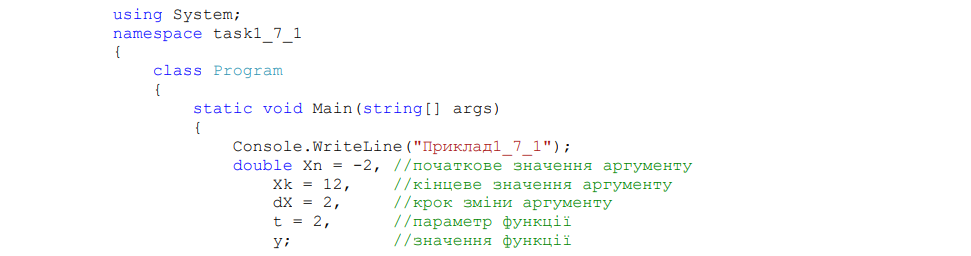 using System;
namespace task1_7_1
{
class Program
{
static void Main(string[] args)
{
Console.WriteLine("Приклад1_7_1");
double Xn = -2, //початкове значення аргументу
Xk = 12, //кінцеве значення аргументу
dX = 2, //крок зміни аргументу
t = 2, //параметр функції
y; //значення функції